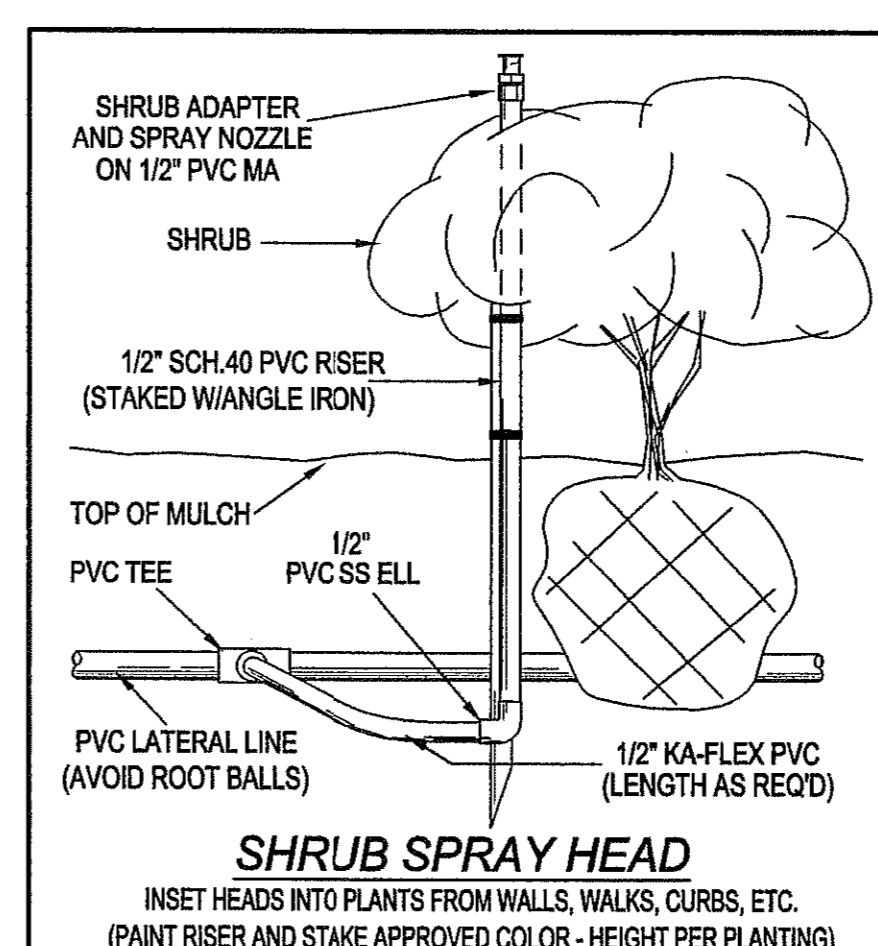 SHRUB ADAPTER
AND SPRAY NOZZLE
ON 1/2" PVC MA
SHRUB
1/2" SCH.40 PVC RISER
(STAKED W/ANGLE IRON)
TOP OF MULCH
1/2"
PVC SS ELL
PVC TEE
PVC LATERAL LINE
(AVOID ROOT BALLS)
1/2" KA-FLEX PVC
(LENGTH AS REQ'D)
SHRUB SPRAY HEAD
INSET HEADS INTO PLANTS FROM WALLS, WALKS, CURBS, ETC.
(PAINT RISER AND STAKE APPROVED COLOR - HEIGHT PER PLANTING)